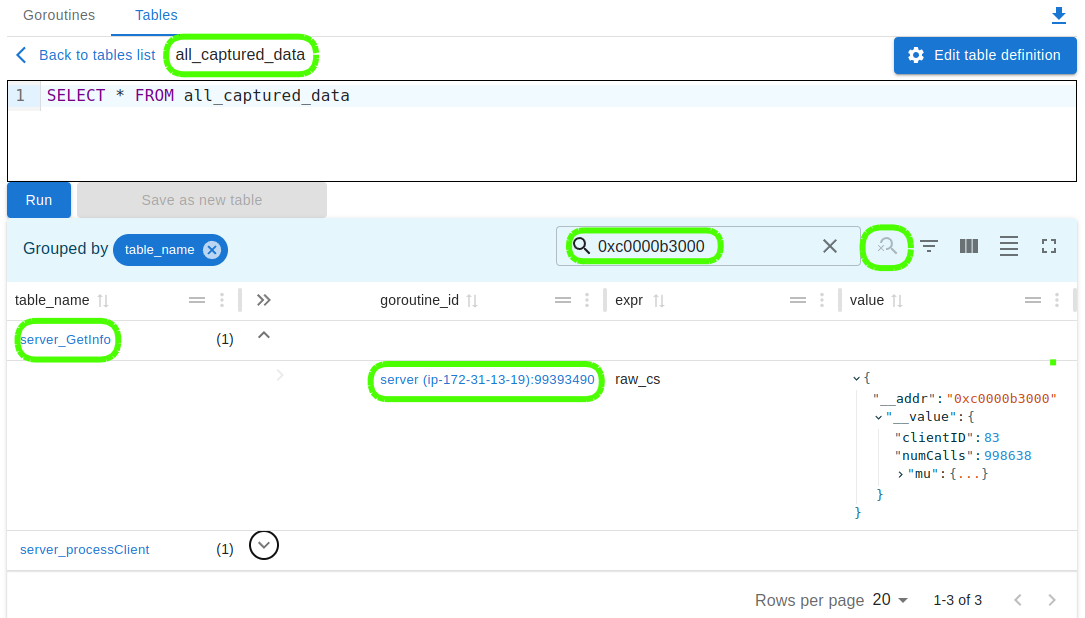 Goroutines Tables
Back to tables list all_captured_data Edit table definition
1 SELECT * FROM all_captured_data
Run Save as new table
Grouped by table_name 0xc0000b3000
table_name goroutine_id expr value
server_GetInfo (1)
server (ip-172-31-13-19):99393490 raw_cs {
"__addr":"0xc0000b3000"
"__value":{
"clientID":83
"numCalls":998638
"mu":{...}
}
}
server_processClient (1)
Rows per page 20 1-3 of 3